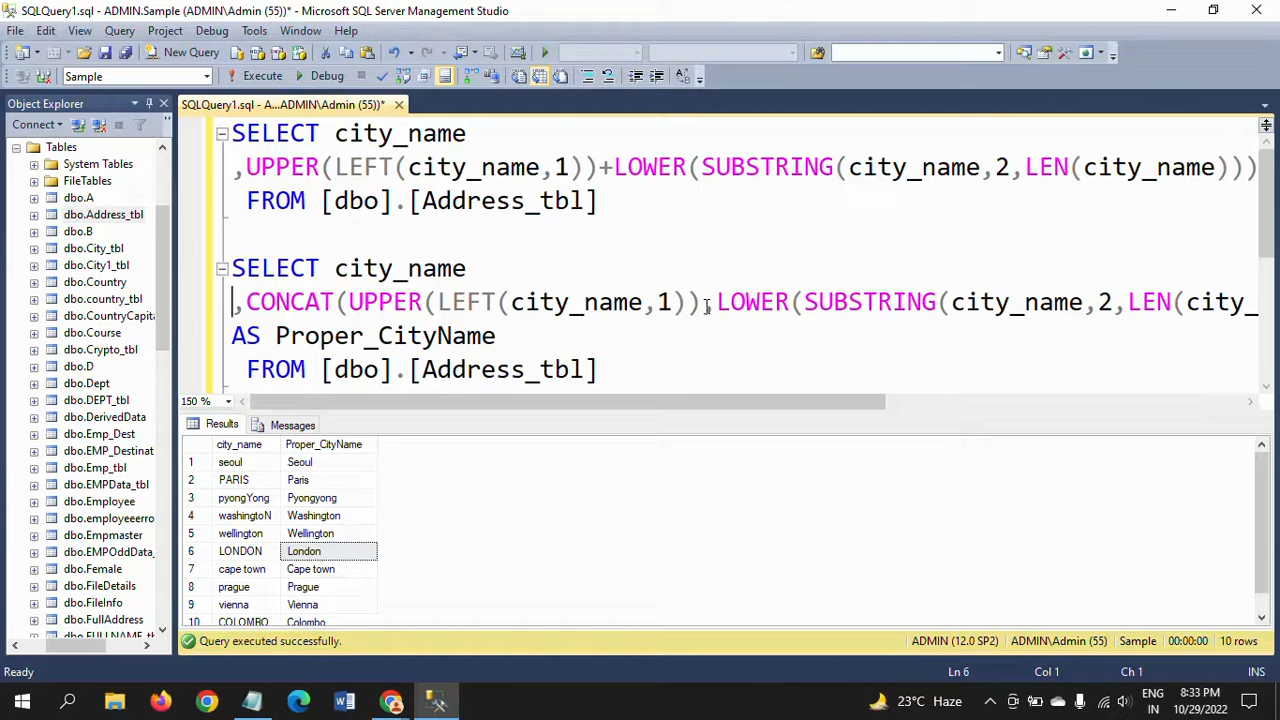 SQLQuery1.sql - ADMIN.Sample (ADMIN\Admin (55))* - Microsoft SQL Server Management Studio
File Edit View Query Project Debug Tools Window Help
New Query
Sample Execute Debug
Object Explorer
SQLQuery1.sql - A...ADMIN\Admin (55))*
Connect
Tables
System Tables
FileTables
dbo.A
dbo.Address_tbl
dbo.B
dbo.City_tbl
dbo.City1_tbl
dbo.Country
dbo.country_tbl
dbo.CountryCapita
dbo.Course
dbo.Crypto_tbl
dbo.D
dbo.Dept
dbo.DEPT_tbl
dbo.DerivedData
dbo.Emp_Dest
dbo.EMP_Destinat
dbo.Emp_tbl
dbo.EMPData_tbl
dbo.Employee
dbo.employeeerro
dbo.Empmaster
dbo.EMPOddData_
dbo.Female
dbo.FileDetails
dbo.FileInfo
dbo.FullAddress
dbo.FULLNAME_t
SELECT city_name
,UPPER(LEFT(city_name,1))+LOWER(SUBSTRING(city_name,2,LEN(city_name)))
FROM [dbo].[Address_tbl]
SELECT city_name
,CONCAT(UPPER(LEFT(city_name,1)),LOWER(SUBSTRING(city_name,2,LEN(city_
AS Proper_CityName
FROM [dbo].[Address_tbl]
150 %
Results Messages
city_name Proper_CityName
1 seoul Seoul
2 PARIS Paris
3 pyongYong Pyongyong
4 washingtoN Washington
5 wellington Wellington
6 LONDON London
7 cape town Cape town
8 prague Prague
9 vienna Vienna
10 COLOMBO Colombo
Query executed successfully. ADMIN (12.0 SP2) ADMIN\Admin (55) Sample 00:00:00 10 rows
Ready Ln 6 Col 1 Ch 1 INS
23°C Haze
ENG
IN
8:33 PM
10/29/2022